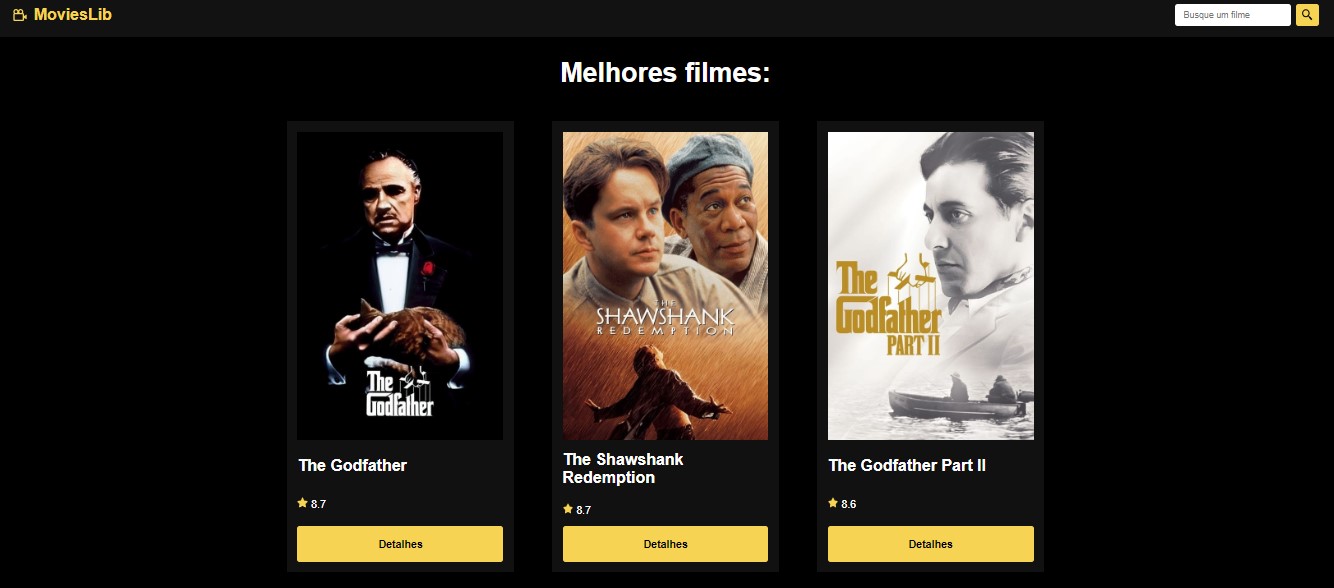 MoviesLib
Busque um filme
Melhores filmes:
The
Godfather
THE
SHAWSHANK
REDEMPTION
The
Godfather
PART II
The Godfather
The Shawshank
Redemption
The Godfather Part II
8.7
8.7
8.6
Detalhes
Detalhes
Detalhes